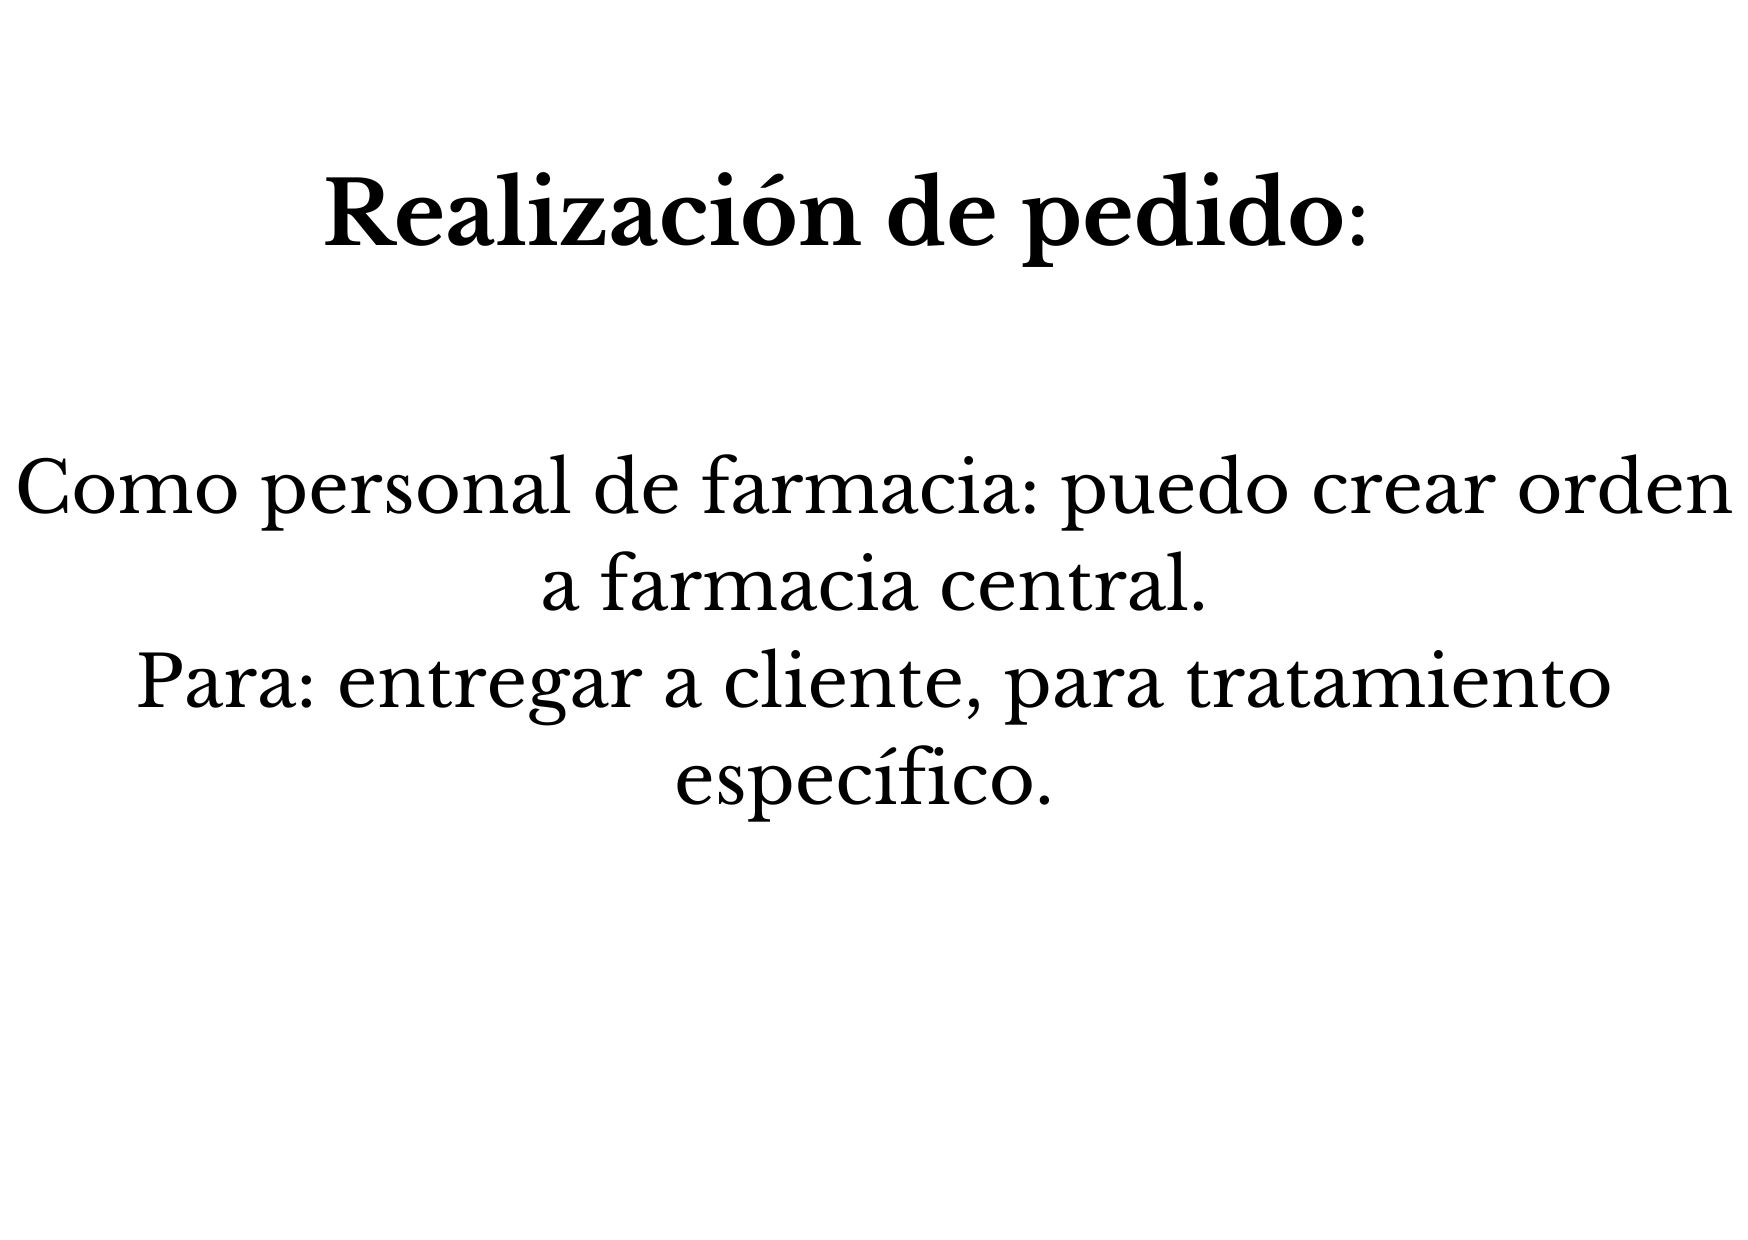 Realización de pedido:
Como personal de farmacia: puedo crear orden
a farmacia central.
Para: entregar a cliente, para tratamiento
específico.